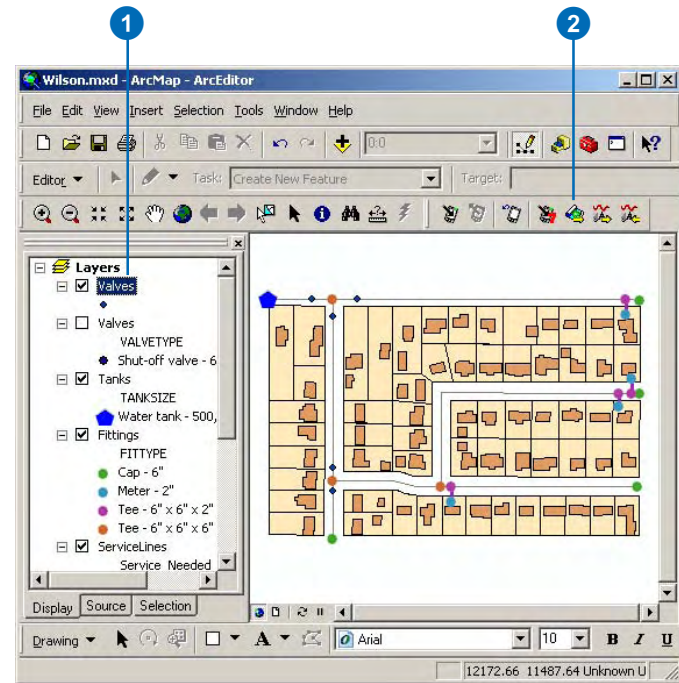 1 2
Wilson.mxd - ArcMap - ArcEditor
File Edit View Insert Selection Tools Window Help
0:0
Editor Task: Create New Feature Target:
Layers
Valves
Valves
VALVETYPE
Shut-off valve - 6
Tanks
TANKSIZE
Water tank - 500,
Fittings
FITTYPE
Cap - 6"
Meter - 2"
Tee - 6" x 6" x 2"
Tee - 6" x 6" x 6"
ServiceLines
Service Needed
Display Source Selection
Drawing A Arial 10 B I U
12172.66 11487.64 Unknown U